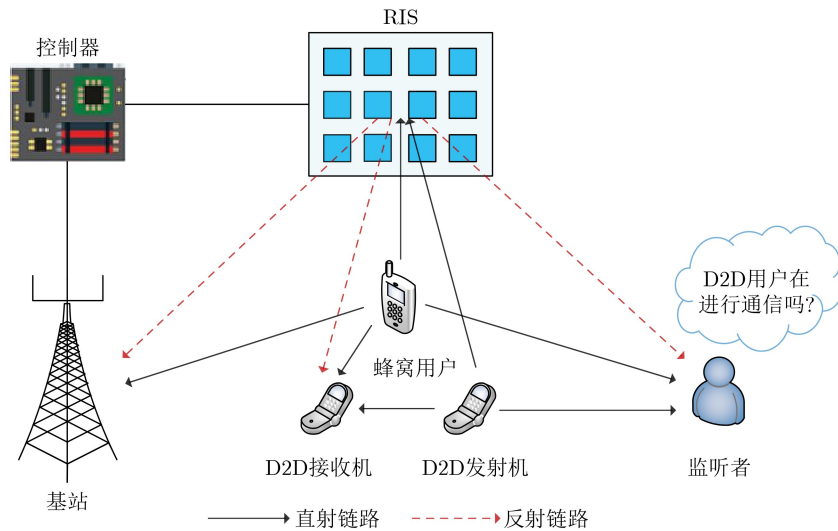 RIS
控制器
D2D用户在
进行通信吗?
蜂窝用户
D2D接收机
D2D发射机
监听者
基站
直射链路
反射链路